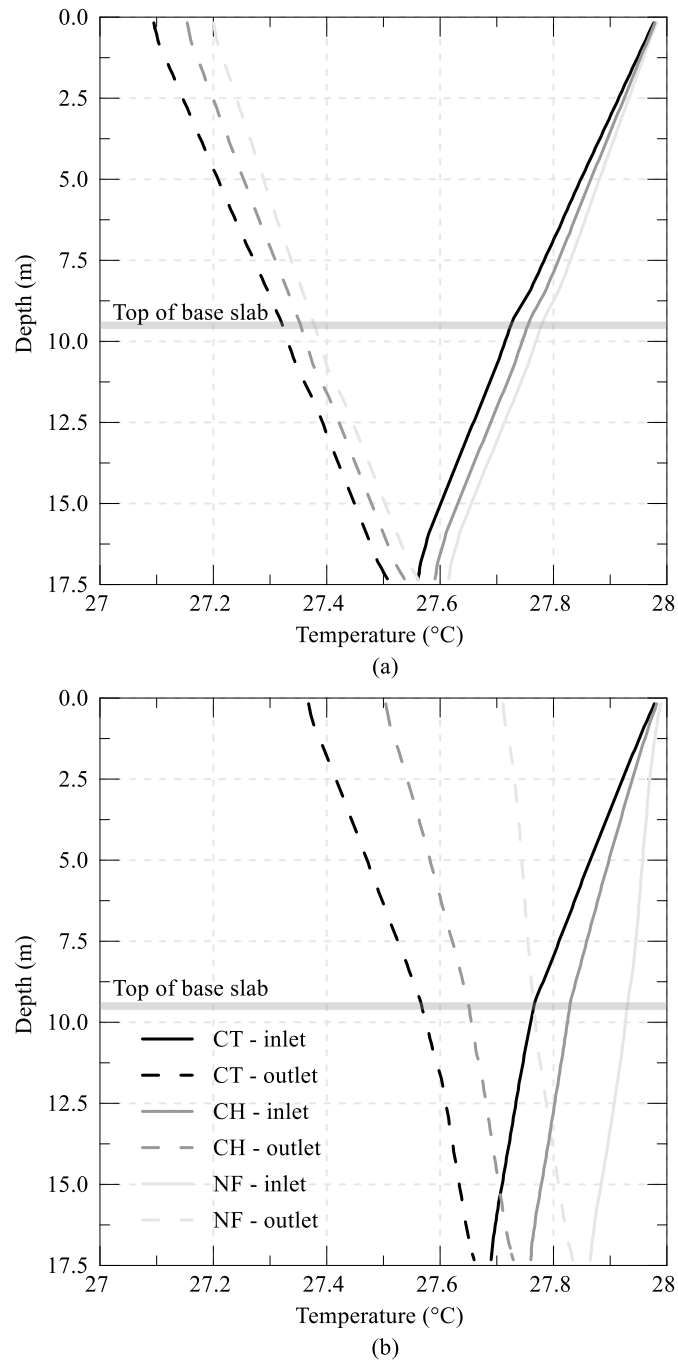 0.0
2.5
5.0
7.5
Top of base slab
10.0
12.5
15.0
17.5
Depth (m)
27 27.2 27.4 27.6 27.8 28
Temperature (°C)
(a)
0.0
2.5
5.0
7.5
Top of base slab
10.0
12.5
15.0
17.5
Depth (m)
CT - inlet
CT - outlet
CH - inlet
CH - outlet
NF - inlet
NF - outlet
27 27.2 27.4 27.6 27.8 28
Temperature (°C)
(b)